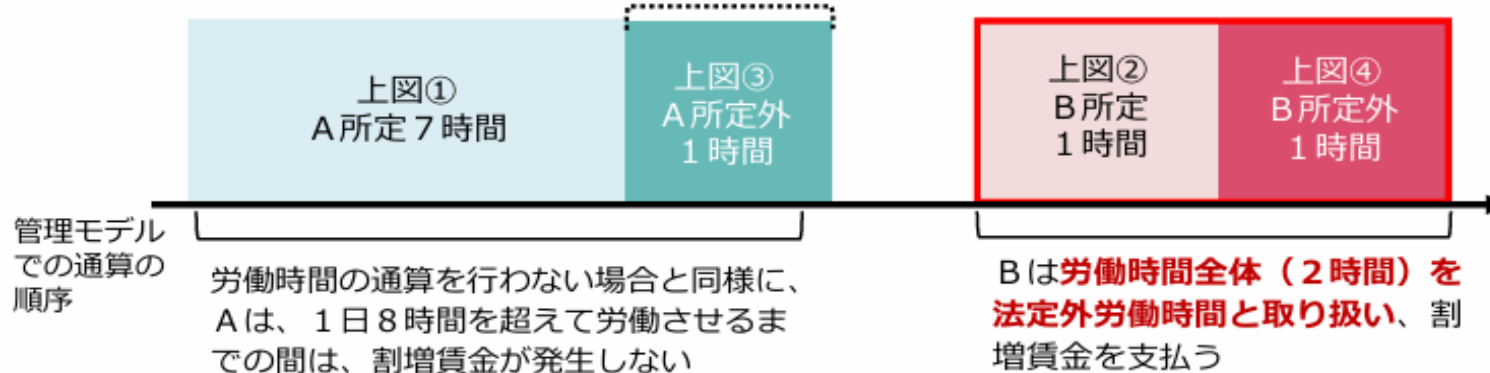 上図①
A所定7時間
上図③
A所定外
1時間
上図②
B所定
1時間
上図④
B所定外
1時間
管理モデル
での通算の
順序
労働時間の通算を行わない場合と同様に、
Aは、1日8時間を超えて労働させるま
での間は、割増賃金が発生しない
Bは労働時間全体(2時間)を
法定外労働時間と取り扱い、割
増賃金を支払う